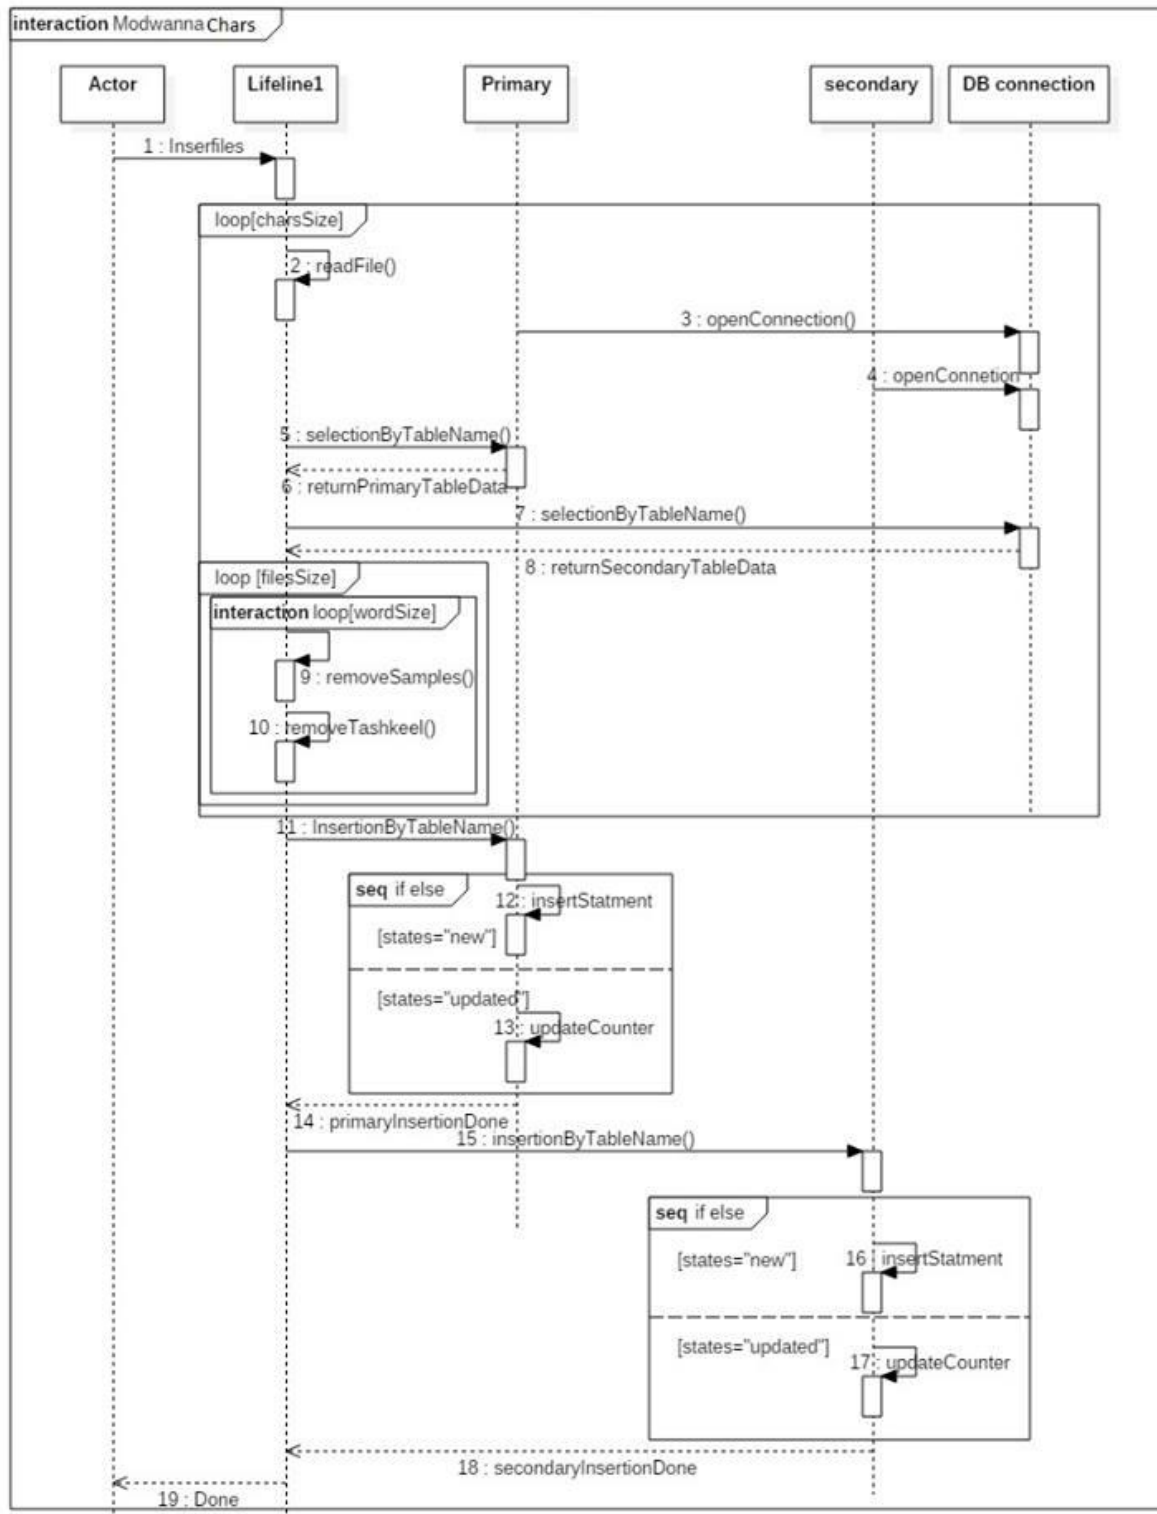 interaction Modwanna Chars
Actor
Lifeline1
Primary
secondary
DB connection
1 : Inserfiles
loop[charsSize]
2 : readFile()
3 : openConnection()
4 : openConnetion
5 : selectionByTableName()
6 : returnPrimaryTableData
7 : selectionByTableName()
8 : returnSecondaryTableData
loop [filesSize]
interaction loop[wordSize]
9 : removeSamples()
10 : removeTashkeel()
11 : InsertionByTableName()
seq if else
12 : insertStatment
[states="new"]
[states="updated"]
13 : updateCounter
14 : primaryInsertionDone
15 : insertionByTableName()
seq if else
[states="new"]
16 : insertStatment
[states="updated"]
17 : updateCounter
18 : secondaryInsertionDone
19 : Done